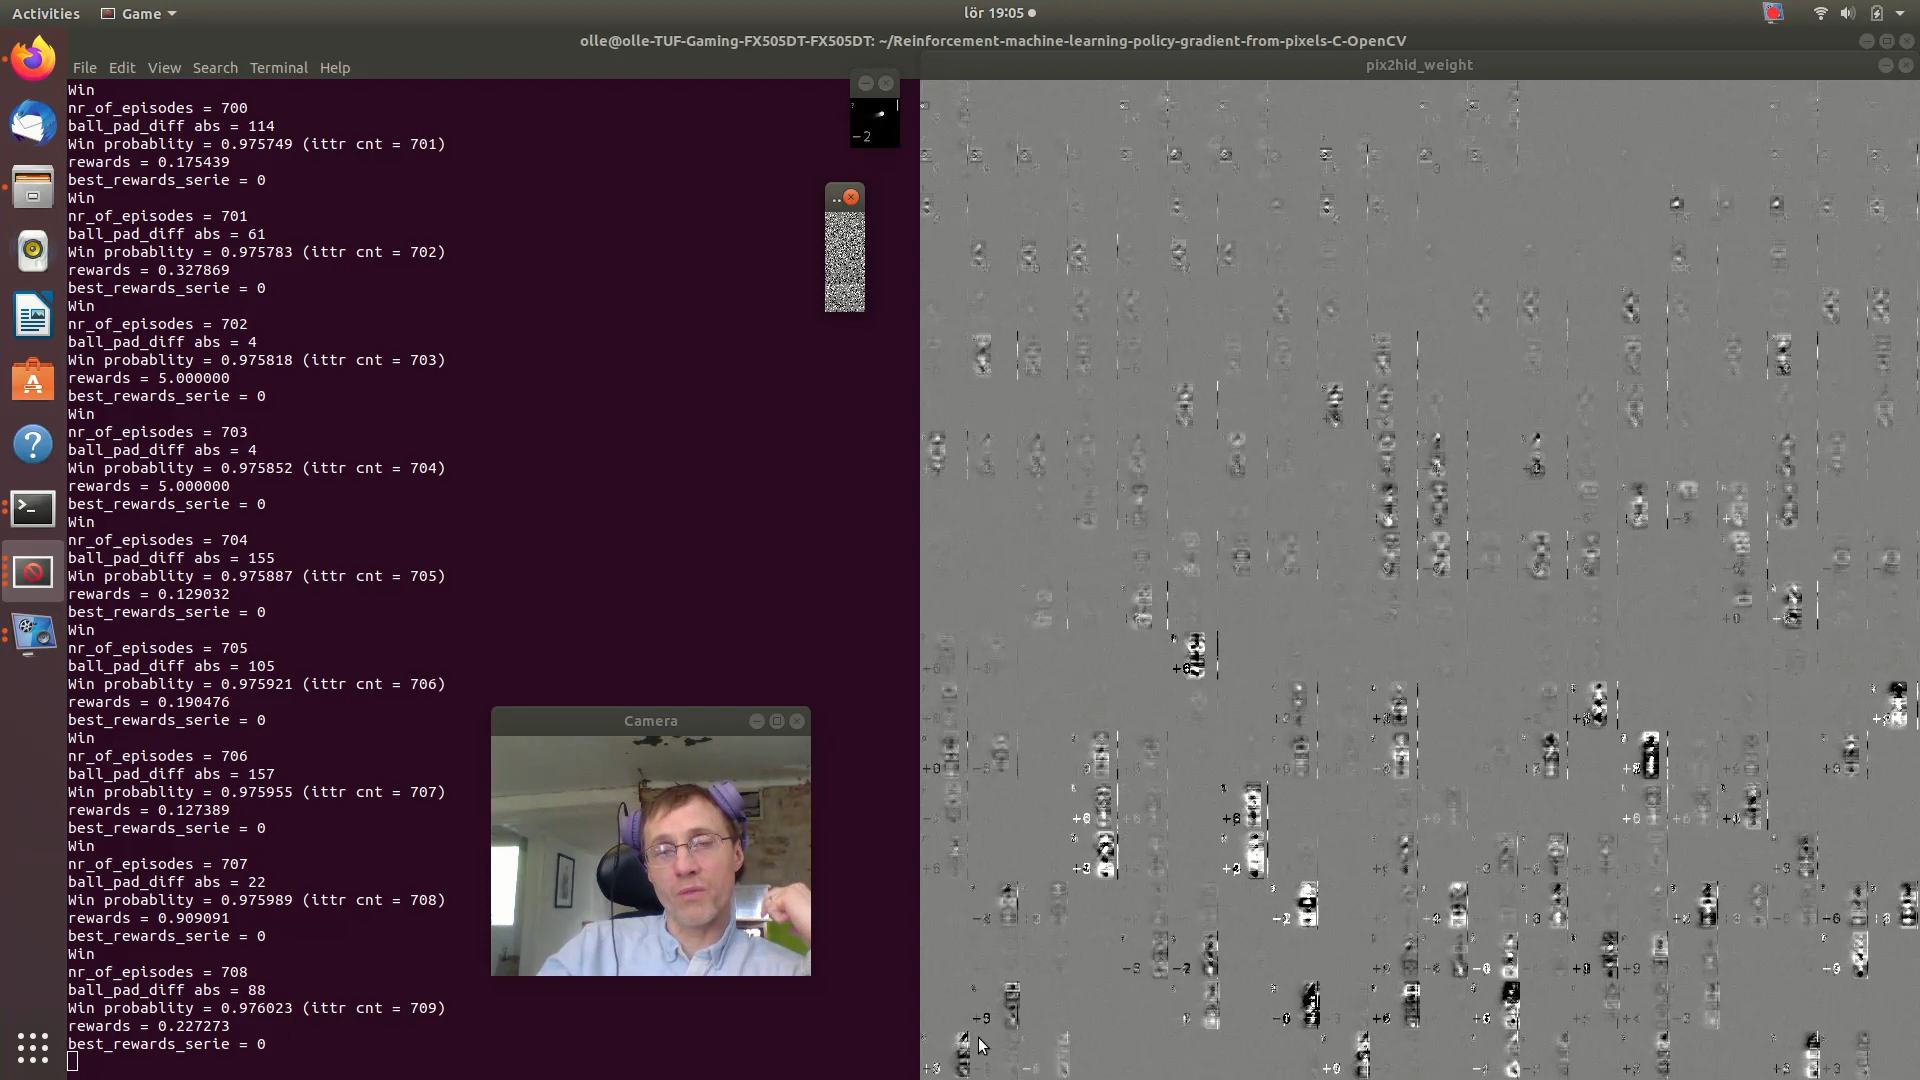 Activities Game lör 19:05
olle@olle-TUF-Gaming-FX505DT-FX505DT: ~/Reinforcement-machine-learning-policy-gradient-from-pixels-C-OpenCV
File Edit View Search Terminal Help
pix2hid_weight
Win
nr_of_episodes = 700
ball_pad_diff abs = 114
Win probablity = 0.975749 (ittr cnt = 701)
rewards = 0.175439
best_rewards_serie = 0
Win
nr_of_episodes = 701
ball_pad_diff abs = 61
Win probablity = 0.975783 (ittr cnt = 702)
rewards = 0.327869
best_rewards_serie = 0
Win
nr_of_episodes = 702
ball_pad_diff abs = 4
Win probablity = 0.975818 (ittr cnt = 703)
rewards = 5.000000
best_rewards_serie = 0
Win
nr_of_episodes = 703
ball_pad_diff abs = 4
Win probablity = 0.975852 (ittr cnt = 704)
rewards = 5.000000
best_rewards_serie = 0
Win
nr_of_episodes = 704
ball_pad_diff abs = 155
Win probablity = 0.975887 (ittr cnt = 705)
rewards = 0.129032
best_rewards_serie = 0
Win
nr_of_episodes = 705
ball_pad_diff abs = 105
Win probablity = 0.975921 (ittr cnt = 706)
rewards = 0.190476
best_rewards_serie = 0
Win
nr_of_episodes = 706
ball_pad_diff abs = 157
Win probablity = 0.975955 (ittr cnt = 707)
rewards = 0.127389
best_rewards_serie = 0
Win
nr_of_episodes = 707
ball_pad_diff abs = 22
Win probablity = 0.975989 (ittr cnt = 708)
rewards = 0.909091
best_rewards_serie = 0
Win
nr_of_episodes = 708
ball_pad_diff abs = 88
Win probablity = 0.976023 (ittr cnt = 709)
rewards = 0.227273
best_rewards_serie = 0
-2
..
Camera